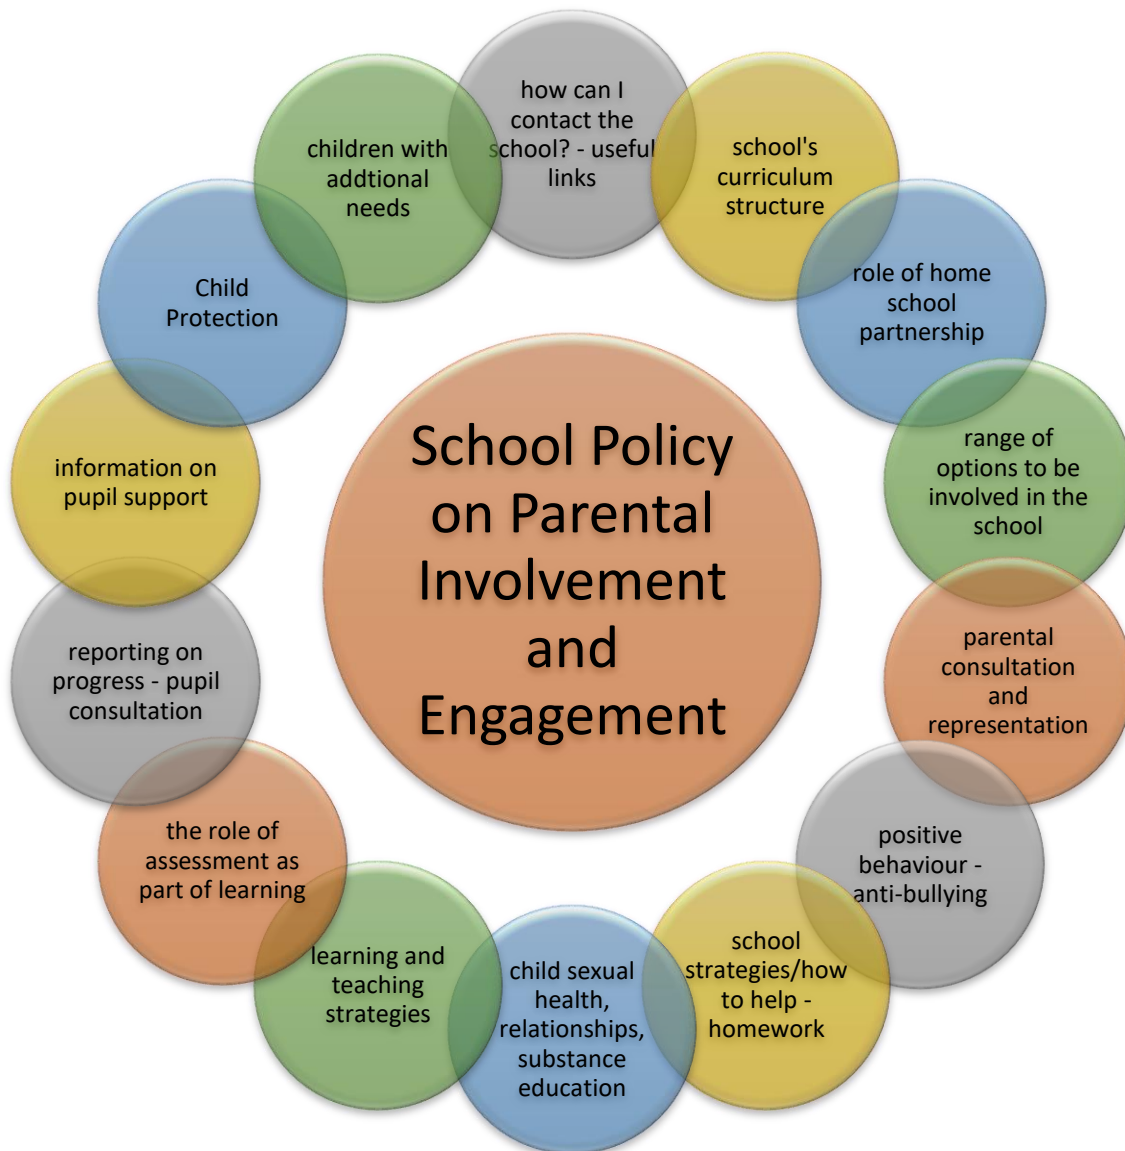 how can I
contact the
school? - useful
links
school's
curriculum
structure
role of home
school
partnership
range of
options to be
involved in the
school
parental
consultation
and
representation
positive
behaviour -
anti-bullying
school
strategies/how
to help -
homework
child sexual
health,
relationships,
substance
education
learning and
teaching
strategies
the role of
assessment as
part of learning
reporting on
progress - pupil
consultation
information on
pupil support
Child
Protection
children with
addtional
needs
School Policy
on Parental
Involvement
and
Engagement